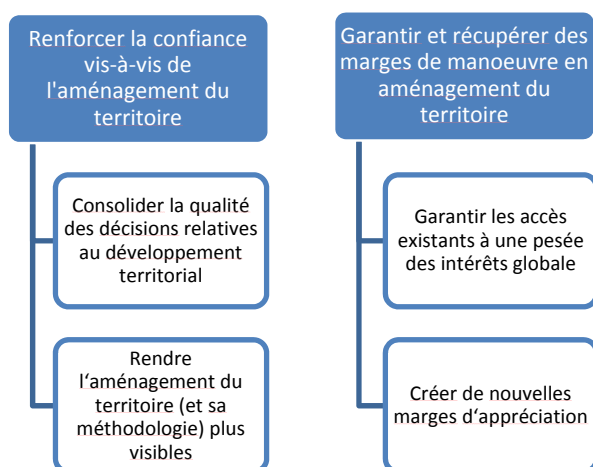 Renforcer la confiance
vis-à-vis de
l'aménagement du
territoire
Consolider la qualité
des décisions relatives
au développement
territorial
Rendre
l‘aménagement du
territoire (et sa
méthodologie) plus
visibles
Garantir et récupérer des
marges de manoeuvre en
aménagement du
territoire
Garantir les accès
existants à une pesée
des intérêts globale
Créer de nouvelles
marges d‘appréciation